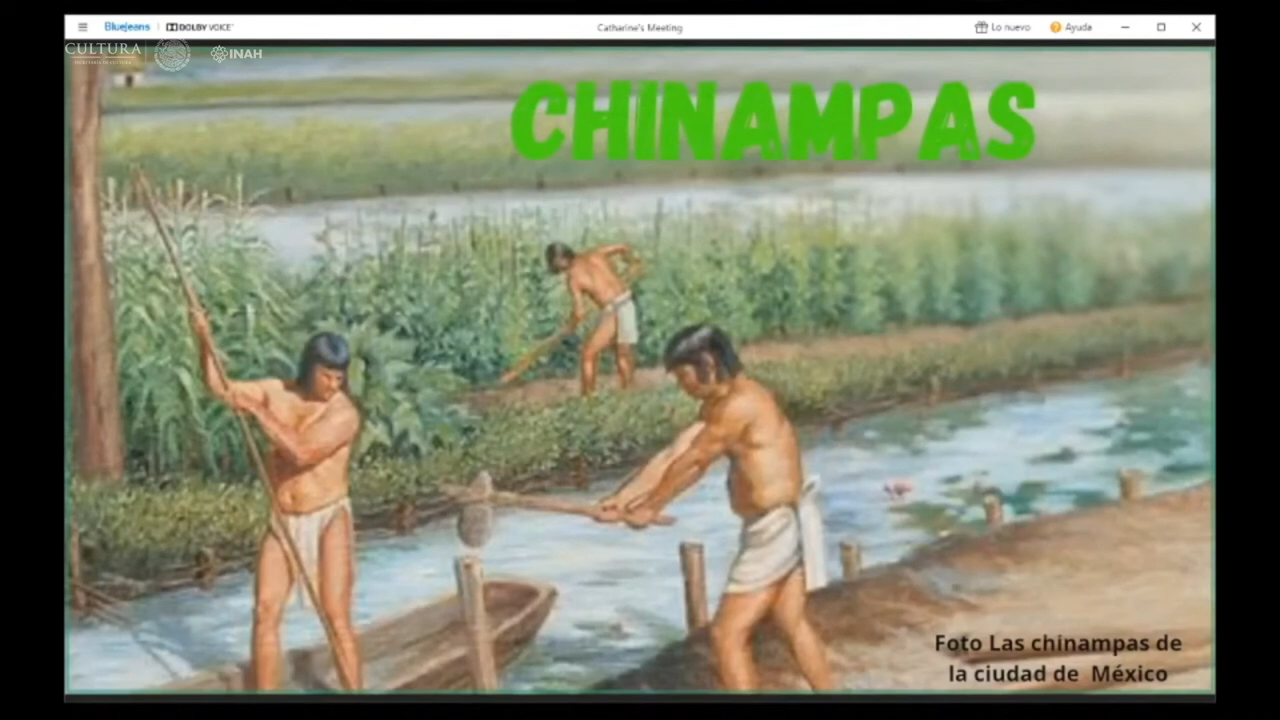 Bluejeans | DOLBY VOICE
Catharine's Meeting
Lo nuevo
Ayuda
CULTURA
INAH
CHINAMPAS
Foto Las chinampas de
la ciudad de México